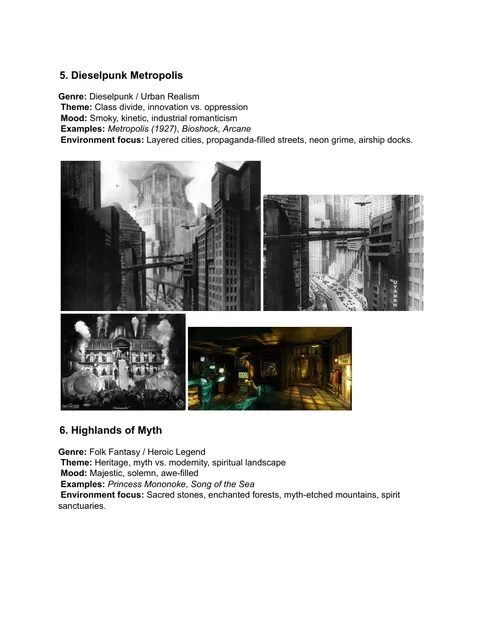 5. Dieselpunk Metropolis
Genre: Dieselpunk / Urban Realism
Theme: Class divide, innovation vs. oppression
Mood: Smoky, kinetic, industrial romanticism
Examples: Metropolis (1927), Bioshock, Arcane
Environment focus: Layered cities, propaganda-filled streets, neon grime, airship docks.
6. Highlands of Myth
Genre: Folk Fantasy / Heroic Legend
Theme: Heritage, myth vs. modernity, spiritual landscape
Mood: Majestic, solemn, awe-filled
Examples: Princess Mononoke, Song of the Sea
Environment focus: Sacred stones, enchanted forests, myth-etched mountains, spirit
sanctuaries.